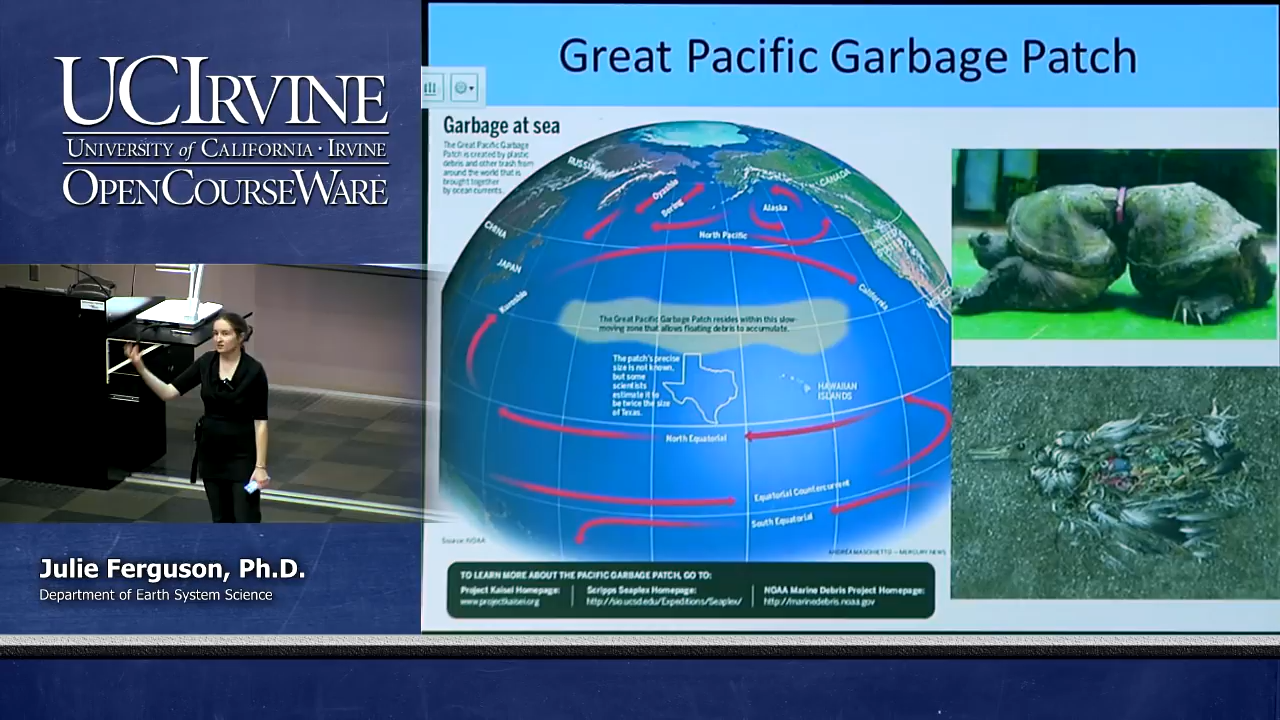 UCIRVINE
UNIVERSITY of CALIFORNIA · IRVINE
OPENCOURSEWARE
Julie Ferguson, Ph.D.
Department of Earth System Science
Great Pacific Garbage Patch
Garbage at sea
The Great Pacific Garbage
Patch is created by plastic
debris and other trash from
around the world that is
brought together
by ocean currents.
RUSSIA
CANADA
Oyashio
Bering
Alaska
North Pacific
CHINA
JAPAN
Kuroshio
California
The Great Pacific Garbage Patch resides within this slow-
moving zone that allows floating debris to accumulate.
The patch's precise
size is not known,
but some
scientists
estimate it to
be twice the size
of Texas.
HAWAIIAN
ISLANDS
North Equatorial
Equatorial Countercurrent
South Equatorial
Source: NOAA
ANDREA MASCHIETTO — MERCURY NEWS
TO LEARN MORE ABOUT THE PACIFIC GARBAGE PATCH, GO TO:
Project Kaisei Homepage:
www.projectkaisei.org
Scripps Seaplex Homepage:
http://sio.ucsd.edu/Expeditions/Seaplex/
NOAA Marine Debris Project Homepage:
http://marinedebris.noaa.gov